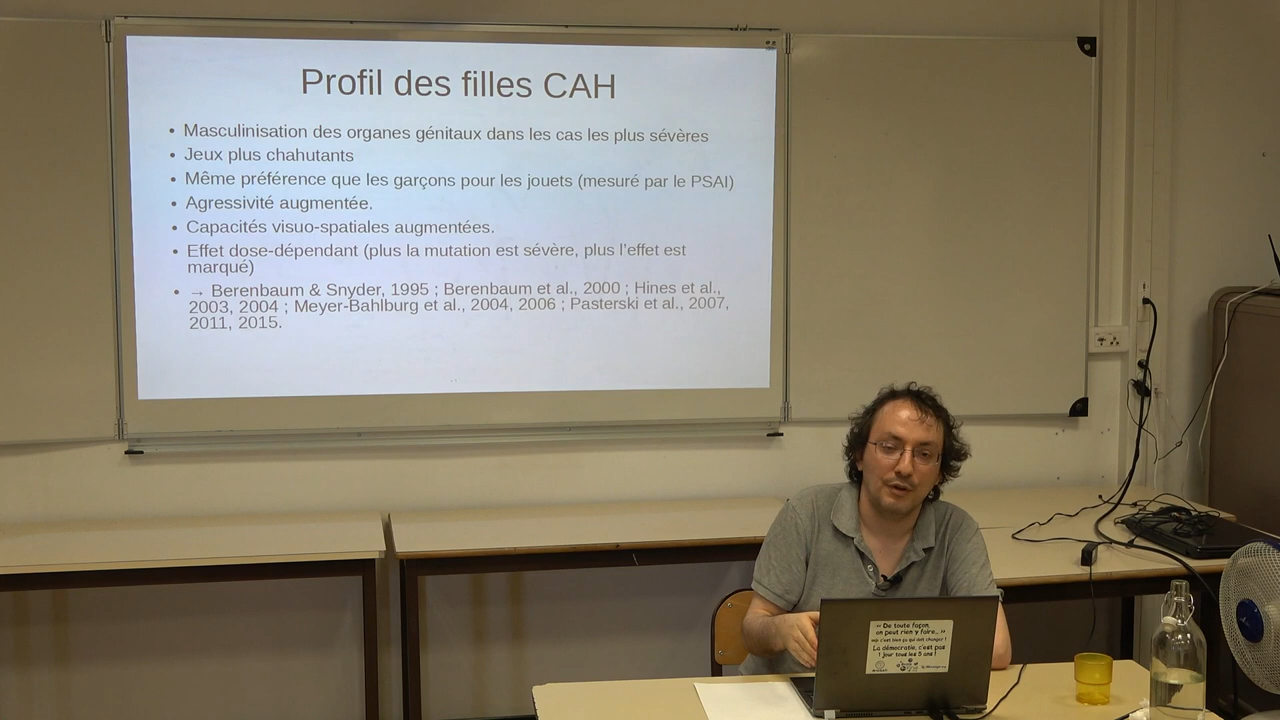 Profil des filles CAH
• Masculinisation des organes génitaux dans les cas les plus sévères
• Jeux plus chahutants
• Même préférence que les garçons pour les jouets (mesuré par le PSAI)
• Agressivité augmentée.
• Capacités visuo-spatiales augmentées.
• Effet dose-dépendant (plus la mutation est sévère, plus l'effet est
marqué)
• → Berenbaum & Snyder, 1995 ; Berenbaum et al., 2000 ; Hines et al.,
2003, 2004 ; Meyer-Bahlburg et al., 2004, 2006 ; Pasterski et al., 2007,
2011, 2015.
« De toute façon,
on peut rien y faire... »
La démocratie, c'est pas
1 jour tous les 5 ans !